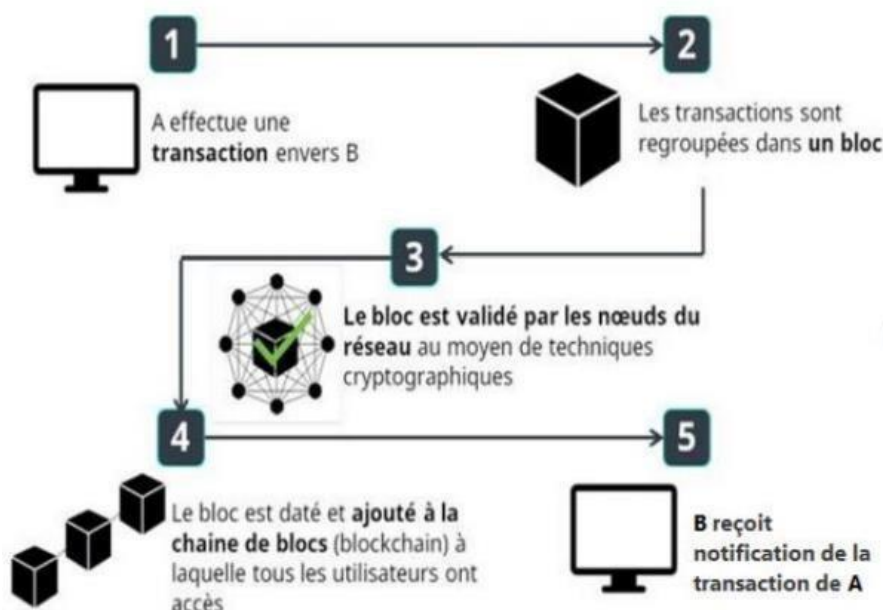 1
A effectue une
transaction envers B
2
Les transactions sont
regroupées dans un bloc
3
Le bloc est validé par les nœuds du
réseau au moyen de techniques
cryptographiques
4
Le bloc est daté et ajouté à la
chaine de blocs (blockchain) à
laquelle tous les utilisateurs ont
accès
5
B reçoit
notification de la
transaction de A